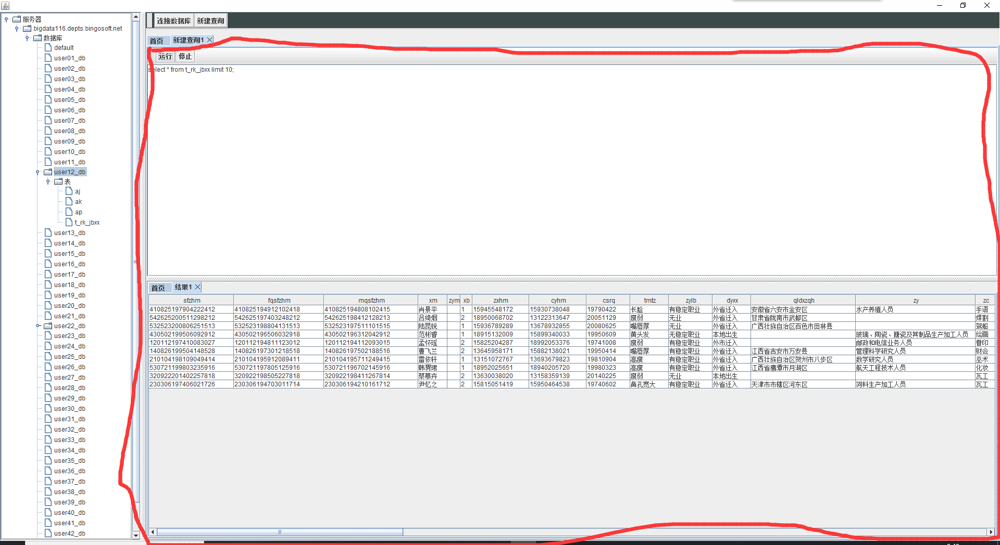 服务器
bigdata116.depts.bingosoft.net
数据库
default
user01_db
user02_db
user03_db
user04_db
user05_db
user06_db
user07_db
user08_db
user09_db
user10_db
user11_db
user12_db
表
aj
ak
ap
t_rk_jbxx
user13_db
user14_db
user15_db
user16_db
user17_db
user18_db
user19_db
user20_db
user21_db
user22_db
user23_db
user24_db
user25_db
user26_db
user27_db
user28_db
user29_db
user30_db
user31_db
user32_db
user33_db
user34_db
user35_db
user36_db
user37_db
user38_db
user39_db
user40_db
user41_db
user42_db
连接数据库 新建查询
首页 新建查询1
运行 停止
select * from t_rk_jbxx limit 10;
首页 结果1
sfzhm fqsfzhm mqsfzhm xm zym xb zxhm cyhm csrq tmtz zylb dyxx qldxzqh zy zc
410825197904222412 410825194912102418 410825194808102415 肖景平 1 15945548172 15930738048 19790422 长脸 有稳定职业 外省迁入 安徽省六安市金安区 水产养殖人员 手语
542625200511298212 542625197403248212 542625198412128213 吕绮烟 2 18950068702 13122313647 20051129 瘦弱 无业 外省迁入 甘肃省陇南市武都区 焊割
532523200806251513 532523198804131513 532523197511101515 陆昆锐 1 15936789289 13678932855 20080625 嘴唇厚 无业 外省迁入 广西壮族自治区百色市田林县 驾船
430502199506092912 430502196506032918 430502196312042912 范彬睿 1 18915132009 15899340033 19950609 黄头发 无稳定职业 本地出生 玻璃、陶瓷、搪瓷及其制品生产加工人员 绘画
120112197410083027 120112194811123012 120112194112093015 孟怀瑶 2 15825204287 18992053376 19741008 瘦弱 有稳定职业 外市迁入 邮政和电信业务人员 誊印
140826199504148528 140826197301218518 140826197502188516 曹飞兰 2 13645958171 15882138021 19950414 嘴唇厚 有稳定职业 外省迁入 江西省吉安市万安县 管理科学研究人员 财会
210104198109049414 210104195912089411 210104195711249415 雷依轩 1 13151072767 13693679823 19810904 高瘦 有稳定职业 外省迁入 广西壮族自治区贺州市八步区 数学研究人员 巫术
530721199803235916 530721197805125916 530721196702145916 韩渭珺 1 18952025651 18940205720 19980323 高瘦 有稳定职业 外省迁入 江西省鹰潭市月湖区 航天工程技术人员 化妆
320922201402257818 320922198505227818 320922198411267814 蔡慕卉 2 13630038020 13158359139 20140225 瘦弱 无业 本地出生 瓦工
230306197406021726 230306194703011714 230306194210161712 尹忆之 2 15815051419 15950464538 19740602 鼻孔宽大 有稳定职业 外省迁入 天津市市辖区河东区 饲料生产加工人员 瓦工